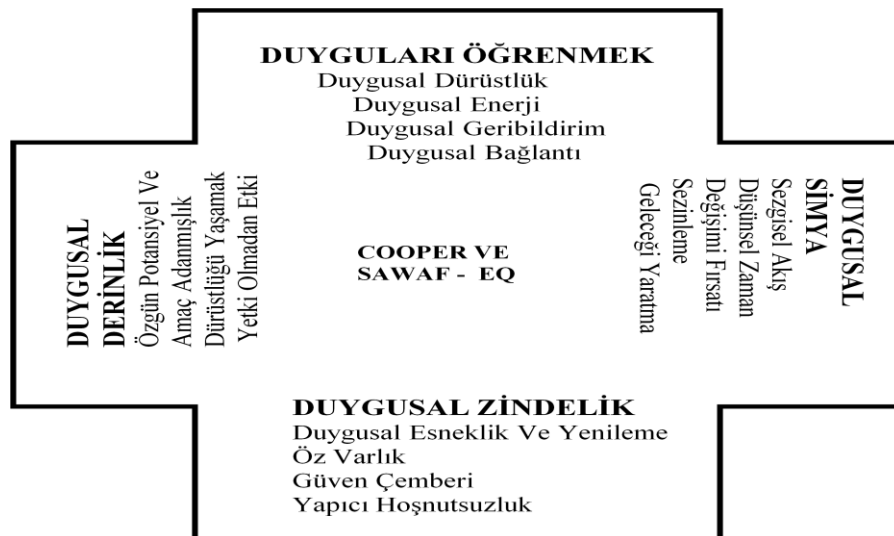 DUYGULARI ÖĞRENMEK
Duygusal Dürüstlük
Duygusal Enerji
Duygusal Geribildirim
Duygusal Bağlantı
DUYGUSAL
DERİNLİK
Özgün Potansiyel Ve
Amaç Adanmışlık
Dürüstlüğü Yaşamak
Yetki Olmadan Etki
COOPER VE
SAWAF - EQ
DUYGUSAL
SİMYA
Sezgisel Akış
Düşünsel Zaman
Değişimi Fırsatı
Sezinleme
Geleceği Yaratma
DUYGUSAL ZİNDELİK
Duygusal Esneklik Ve Yenileme
Öz Varlık
Güven Çemberi
Yapıcı Hoşnutsuzluk